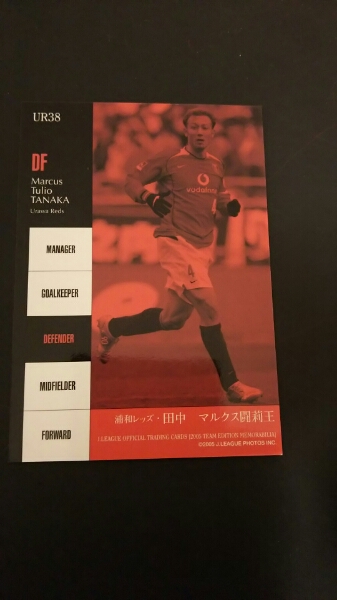 UR38
DF
Marcus
Tulio
TANAKA
Urawa Reds
MANAGER
GOALKEEPER
DEFENDER
MIDFIELDER
FORWARD
vodafone
4
浦和レッズ・田中 マルクス闘莉王
J.LEAGUE OFFICIAL TRADING CARDS [2005 TEAM EDITION MEMORABILIA]
©2005 J.LEAGUE PHOTOS INC.